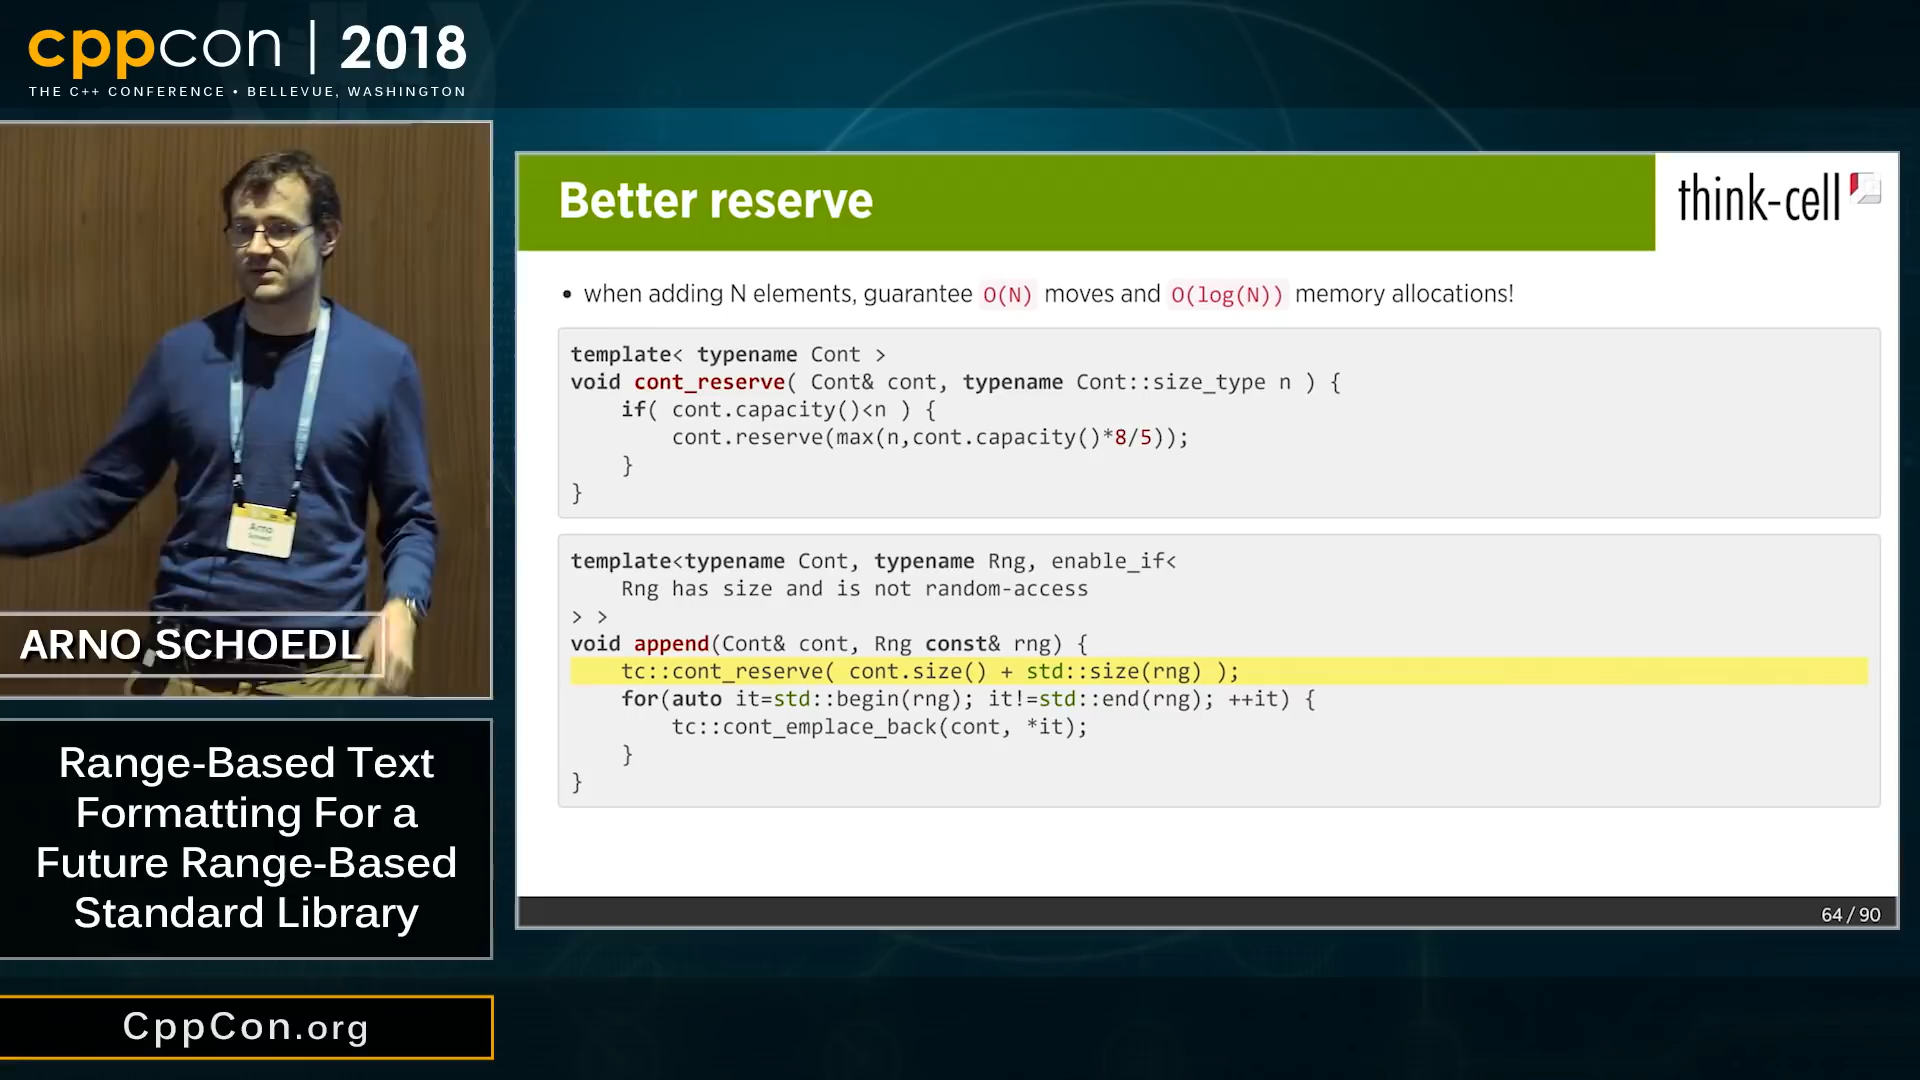 cppcon | 2018
THE C++ CONFERENCE • BELLEVUE, WASHINGTON
Arno
Schoedl
ARNO SCHOEDL
Range-Based Text
Formatting For a
Future Range-Based
Standard Library
CppCon.org
Better reserve
think-cell
• when adding N elements, guarantee O(N) moves and O(log(N)) memory allocations!
template< typename Cont >
void cont_reserve( Cont& cont, typename Cont::size_type n ) {
    if( cont.capacity()<n ) {
        cont.reserve(max(n,cont.capacity()*8/5));
    }
}
template<typename Cont, typename Rng, enable_if<
    Rng has size and is not random-access
> >
void append(Cont& cont, Rng const& rng) {
    tc::cont_reserve( cont.size() + std::size(rng) );
    for(auto it=std::begin(rng); it!=std::end(rng); ++it) {
        tc::cont_emplace_back(cont, *it);
    }
}
64 / 90